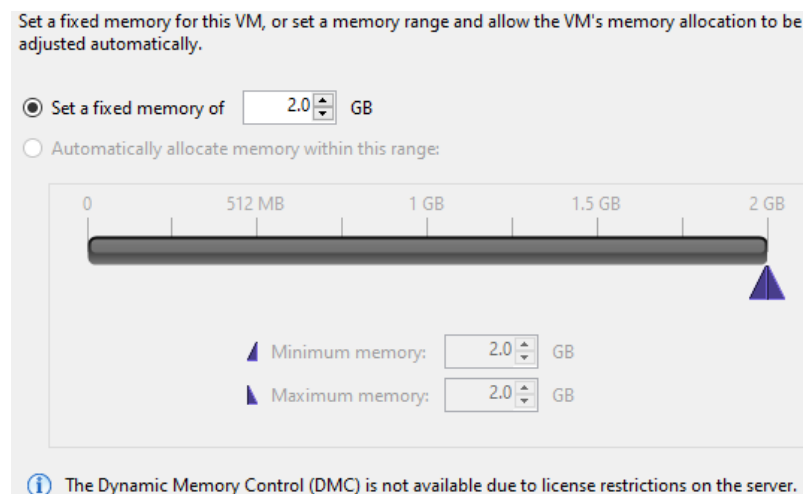 Set a fixed memory for this VM, or set a memory range and allow the VM's memory allocation to be
adjusted automatically.
Set a fixed memory of 2.0 GB
Automatically allocate memory within this range:
0 512 MB 1 GB 1.5 GB 2 GB
Minimum memory: 2.0 GB
Maximum memory: 2.0 GB
The Dynamic Memory Control (DMC) is not available due to license restrictions on the server.